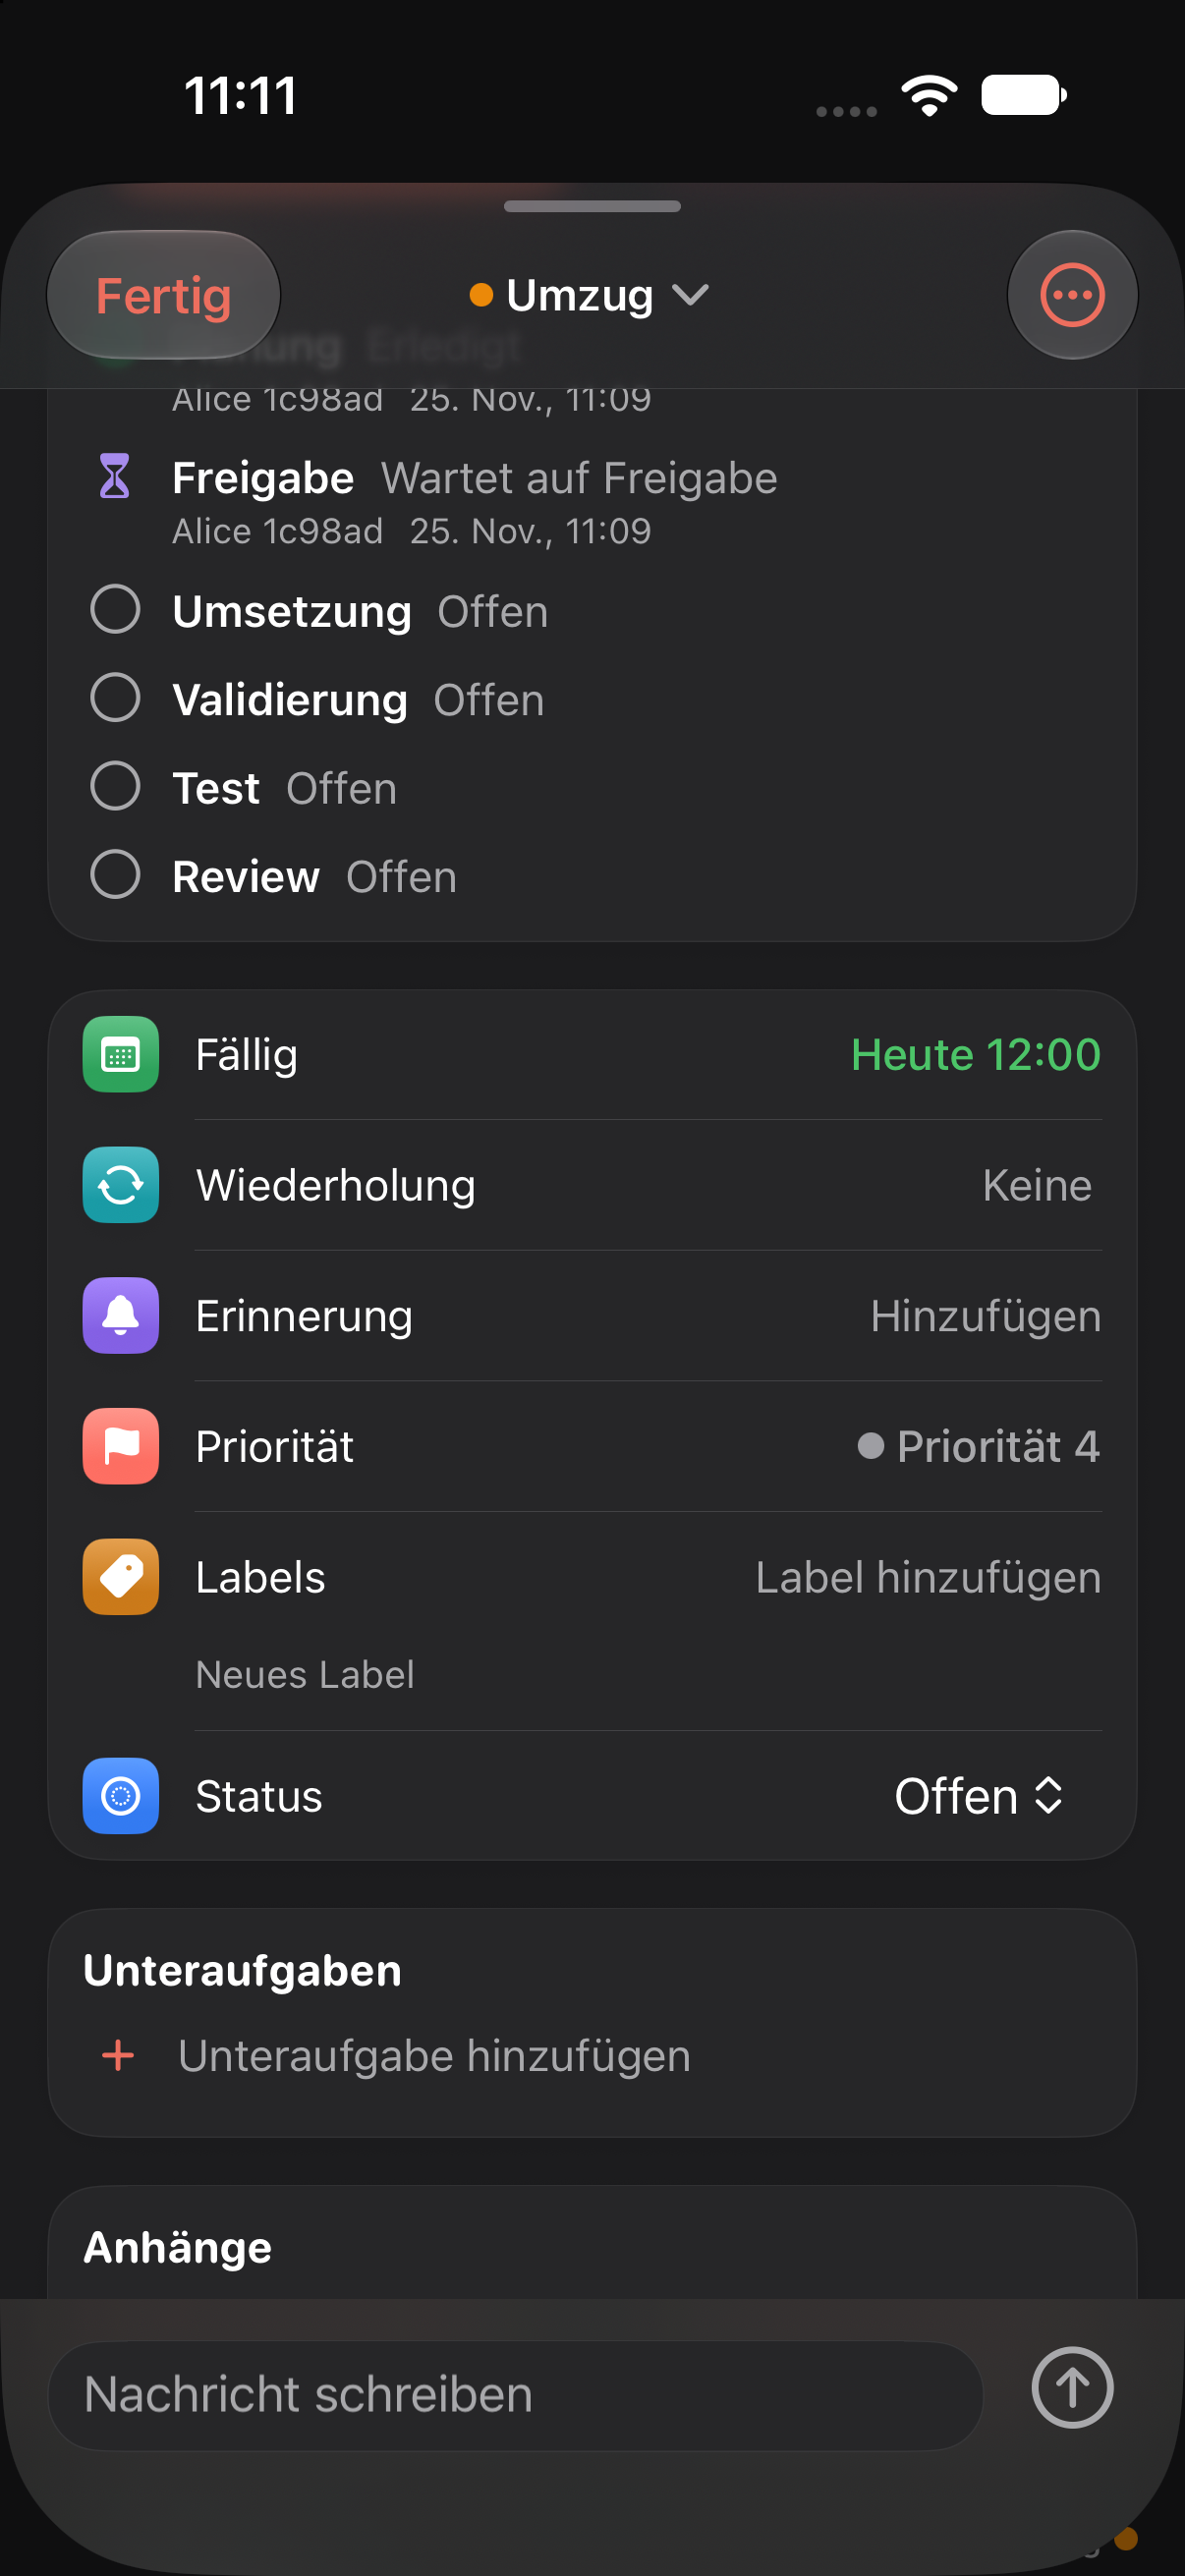 11:11
Fertig
Umzug
Erledigt
Alice 1c98ad 25. Nov., 11:09
Freigabe Wartet auf Freigabe
Alice 1c98ad 25. Nov., 11:09
Umsetzung Offen
Validierung Offen
Test Offen
Review Offen
Fällig Heute 12:00
Wiederholung Keine
Erinnerung Hinzufügen
Priorität Priorität 4
Labels Label hinzufügen
Neues Label
Status Offen
Unteraufgaben
Unteraufgabe hinzufügen
Anhänge
Nachricht schreiben